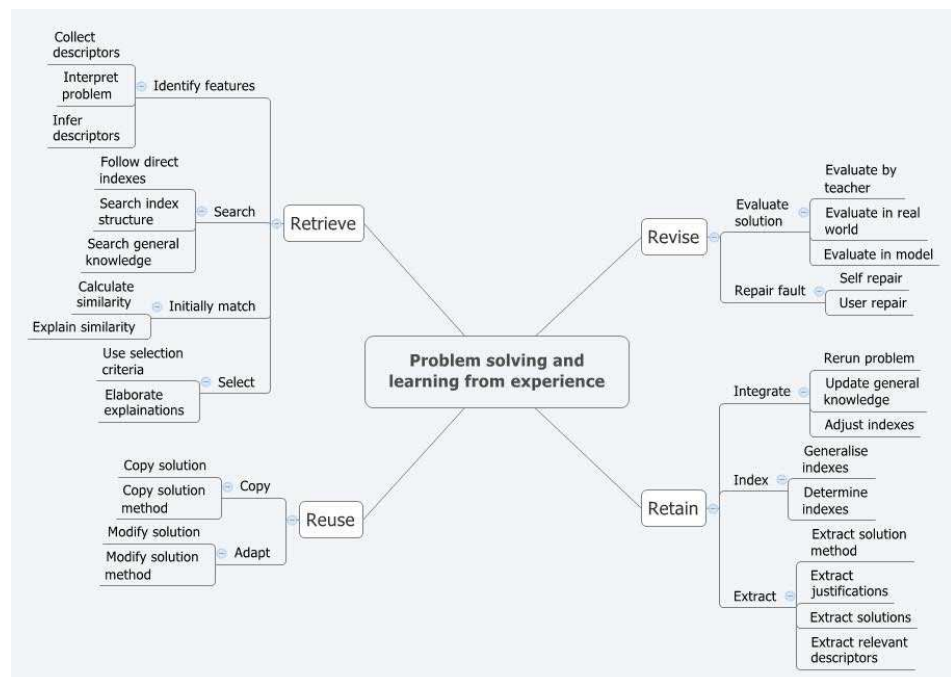 Collect
descriptors
Interpret
problem
Infer
descriptors
Identify features
Follow direct
indexes
Search index
structure
Search general
knowledge
Search
Calculate
similarity
Explain similarity
Initially match
Use selection
criteria
Elaborate
explainations
Select
Retrieve
Copy solution
Copy solution
method
Copy
Modify solution
Modify solution
method
Adapt
Reuse
Problem solving and
learning from experience
Revise
Evaluate
solution
Evaluate by
teacher
Evaluate in real
world
Evaluate in model
Repair fault
Self repair
User repair
Retain
Integrate
Rerun problem
Update general
knowledge
Adjust indexes
Index
Generalise
indexes
Determine
indexes
Extract
Extract solution
method
Extract
justifications
Extract solutions
Extract relevant
descriptors